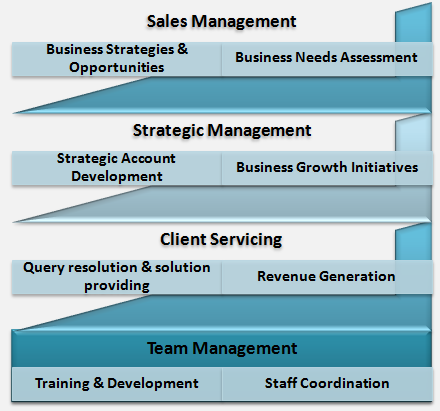 Sales Management
Business Strategies &
Opportunities
Business Needs Assessment
Strategic Management
Strategic Account
Development
Business Growth Initiatives
Client Servicing
Query resolution & solution
providing
Revenue Generation
Team Management
Training & Development
Staff Coordination